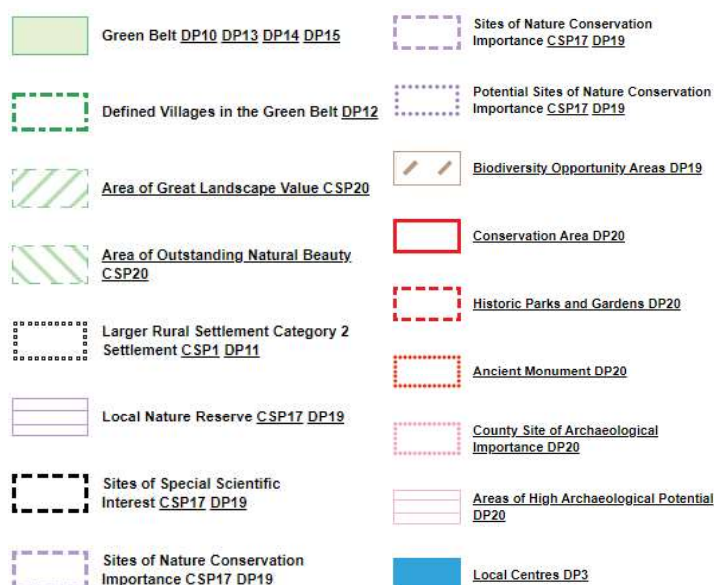 Green Belt DP10 DP13 DP14 DP15
Defined Villages in the Green Belt DP12
Area of Great Landscape Value CSP20
Area of Outstanding Natural Beauty
CSP20
Larger Rural Settlement Category 2
Settlement CSP1 DP11
Local Nature Reserve CSP17 DP19
Sites of Special Scientific
Interest CSP17 DP19
Sites of Nature Conservation
Importance CSP17 DP19
Sites of Nature Conservation
Importance CSP17 DP19
Potential Sites of Nature Conservation
Importance CSP17 DP19
Biodiversity Opportunity Areas DP19
Conservation Area DP20
Historic Parks and Gardens DP20
Ancient Monument DP20
County Site of Archaeological
Importance DP20
Areas of High Archaeological Potential
DP20
Local Centres DP3